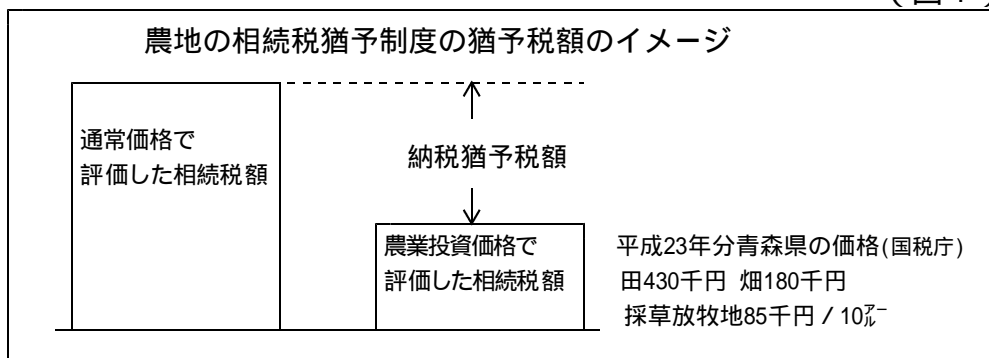 農地の相続税猶予制度の猶予税額のイメージ
通常価格で
評価した相続税額
納税猶予税額
農業投資価格で
評価した相続税額
平成23年分青森県の価格(国税庁)
田430千円 畑180千円
採草放牧地85千円／10アール